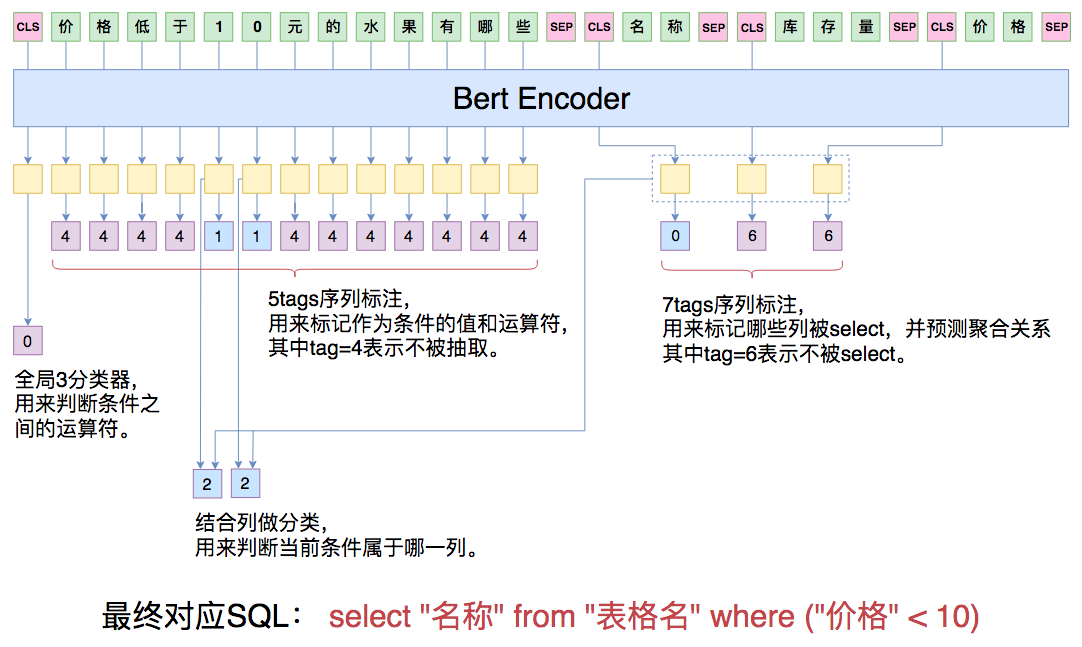 CLS 价 格 低 于 1 0 元 的 水 果 有 哪 些 SEP CLS 名 称 SEP CLS 库 存 量 SEP CLS 价 格 SEP
Bert Encoder
4 4 4 4 1 1 4 4 4 4 4 4 4 0 6 6
5tags序列标注，
用来标记作为条件的值和运算符，
其中tag=4表示不被抽取。
7tags序列标注，
用来标记哪些列被select，并预测聚合关系
其中tag=6表示不被select。
0
全局3分类器，
用来判断条件之
间的运算符。
2 2
结合列做分类，
用来判断当前条件属于哪一列。
最终对应SQL： select "名称" from "表格名" where ("价格" < 10)